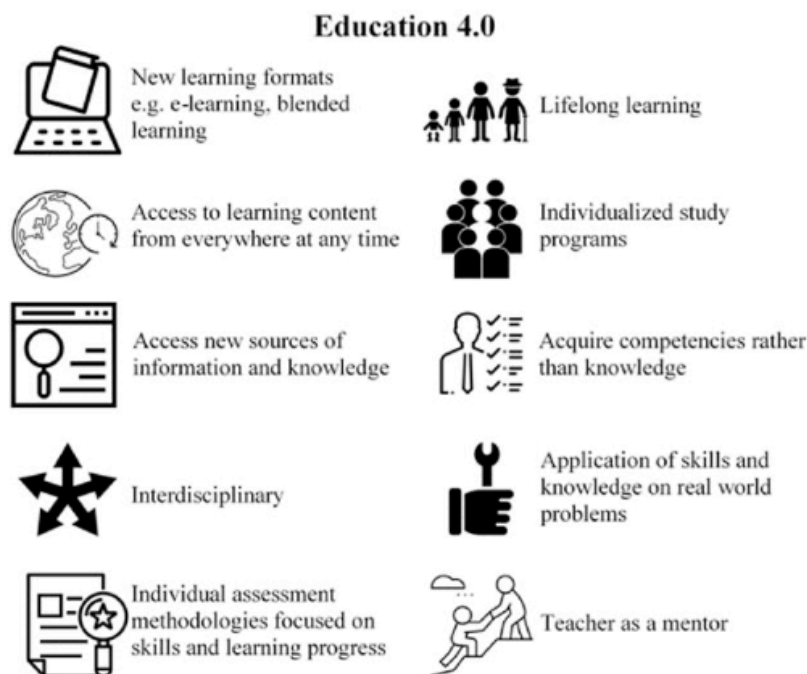 Education 4.0
New learning formats
e.g. e-learning, blended
learning
Lifelong learning
Access to learning content
from everywhere at any time
Individualized study
programs
Access new sources of
information and knowledge
Acquire competencies rather
than knowledge
Interdisciplinary
Application of skills and
knowledge on real world
problems
Individual assessment
methodologies focused on
skills and learning progress
Teacher as a mentor